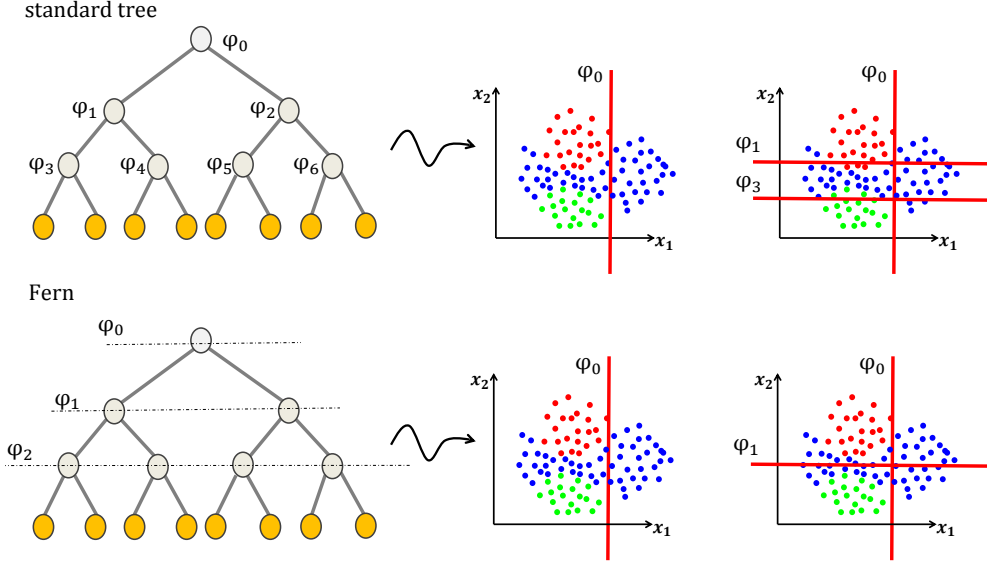 standard tree
φ₀
φ₁
φ₂
φ₃
φ₄
φ₅
φ₆
φ₀
x₂
x₁
φ₀
x₂
φ₁
φ₃
x₁
Fern
φ₀
φ₁
φ₂
φ₀
x₂
x₁
φ₀
x₂
φ₁
x₁